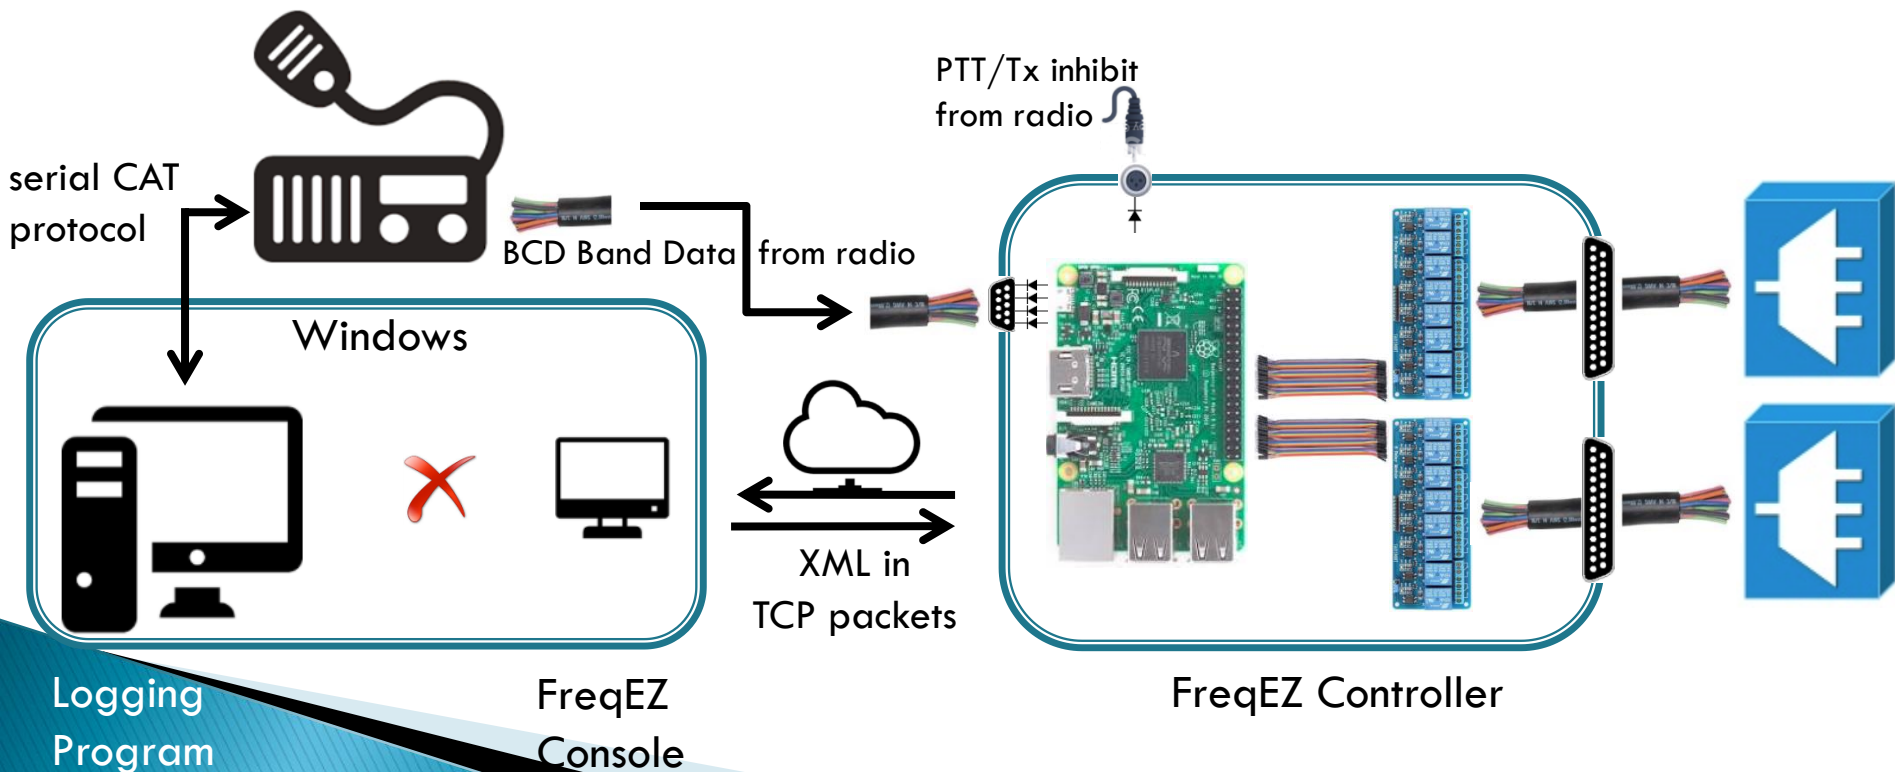 PTT/Tx inhibit
from radio
serial CAT
protocol
BCD Band Data from radio
Windows
XML in
TCP packets
Logging
Program
FreqEZ
Console
FreqEZ Controller